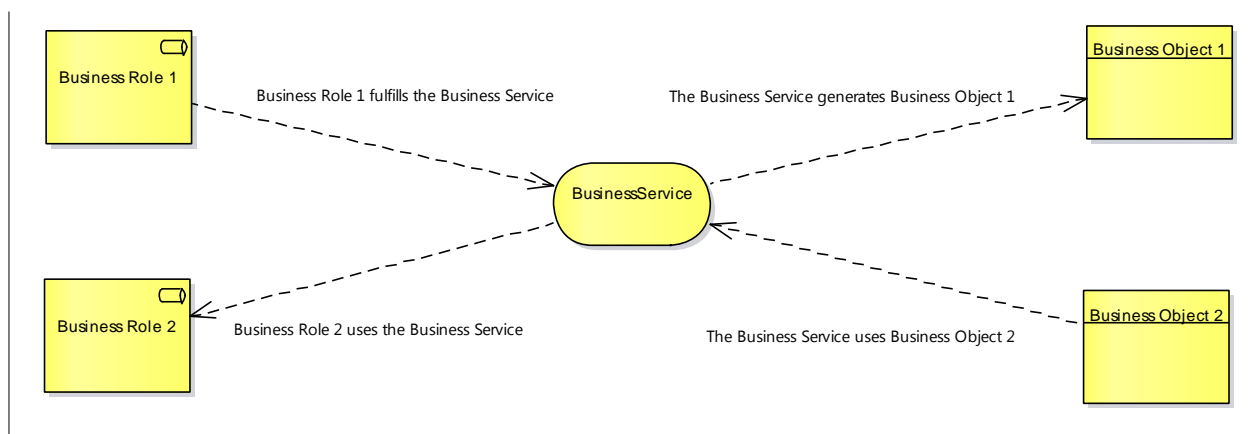 Business Role 1
Business Object 1
Business Role 1 fulfills the Business Service
The Business Service generates Business Object 1
BusinessService
Business Role 2
Business Object 2
Business Role 2 uses the Business Service
The Business Service uses Business Object 2